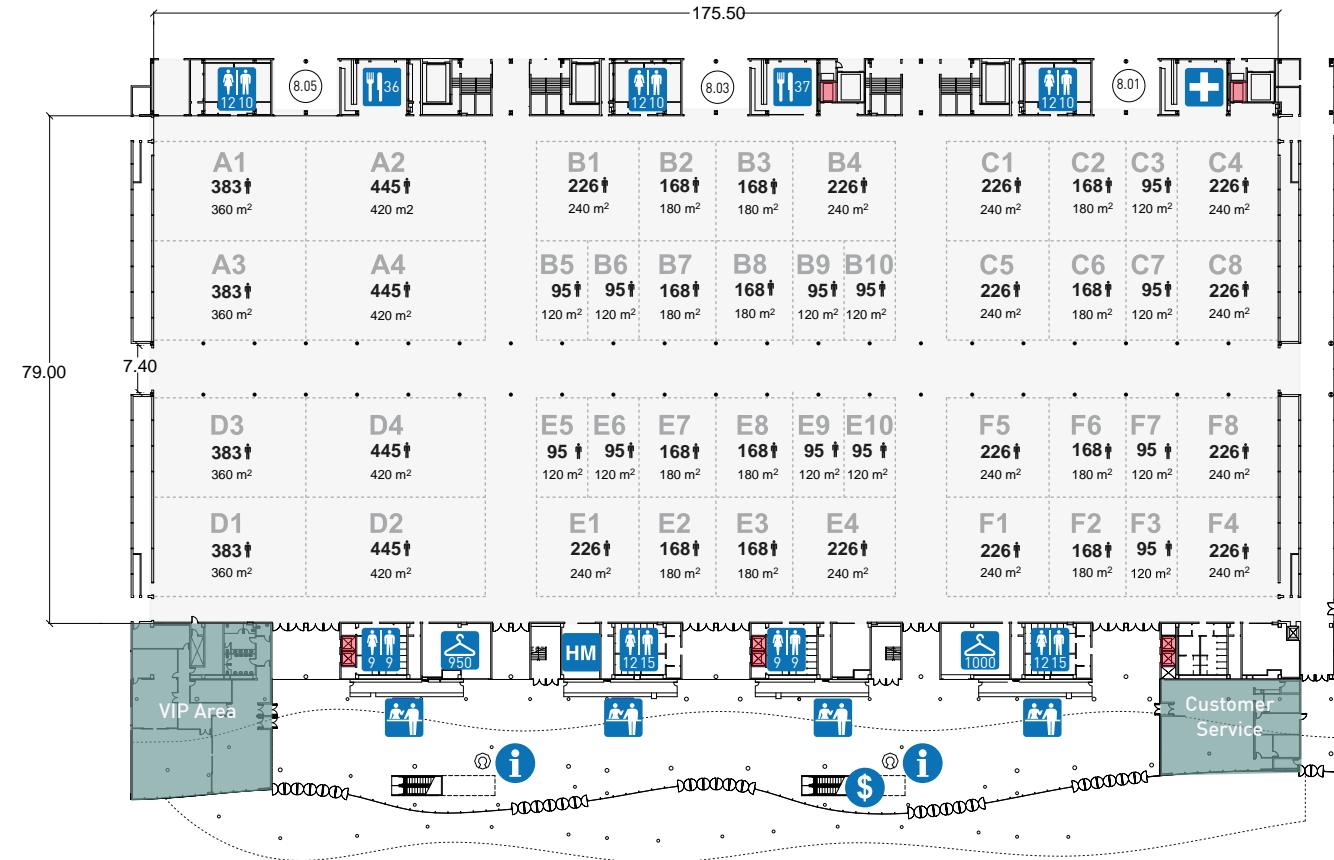 175.50
12 10
8.05
36
12 10
8.03
37
12 10
8.01
A1 A2 B1 B2 B3 B4 C1 C2 C3 C4
383 445 226 168 168 226 226 168 95 226
360 m² 420 m2 240 m² 180 m² 180 m² 240 m² 240 m² 180 m² 120 m² 240 m²
A3 A4 B5 B6 B7 B8 B9 B10 C5 C6 C7 C8
383 445 95 95 168 168 95 95 226 168 95 226
360 m² 420 m² 120 m² 120 m² 180 m² 180 m² 120 m² 120 m² 240 m² 180 m² 120 m² 240 m²
79.00
7.40
D3 D4 E5 E6 E7 E8 E9 E10 F5 F6 F7 F8
383 445 95 95 168 168 95 95 226 168 95 226
360 m² 420 m² 120 m² 120 m² 180 m² 180 m² 120 m² 120 m² 240 m² 180 m² 120 m² 240 m²
D1 D2 E1 E2 E3 E4 F1 F2 F3 F4
383 445 226 168 168 226 226 168 95 226
360 m² 420 m² 240 m² 180 m² 180 m² 240 m² 240 m² 180 m² 120 m² 240 m²
9 9
950
HM
12 15
9 9
1000
12 15
VIP Area
Customer
Service
i
i
$